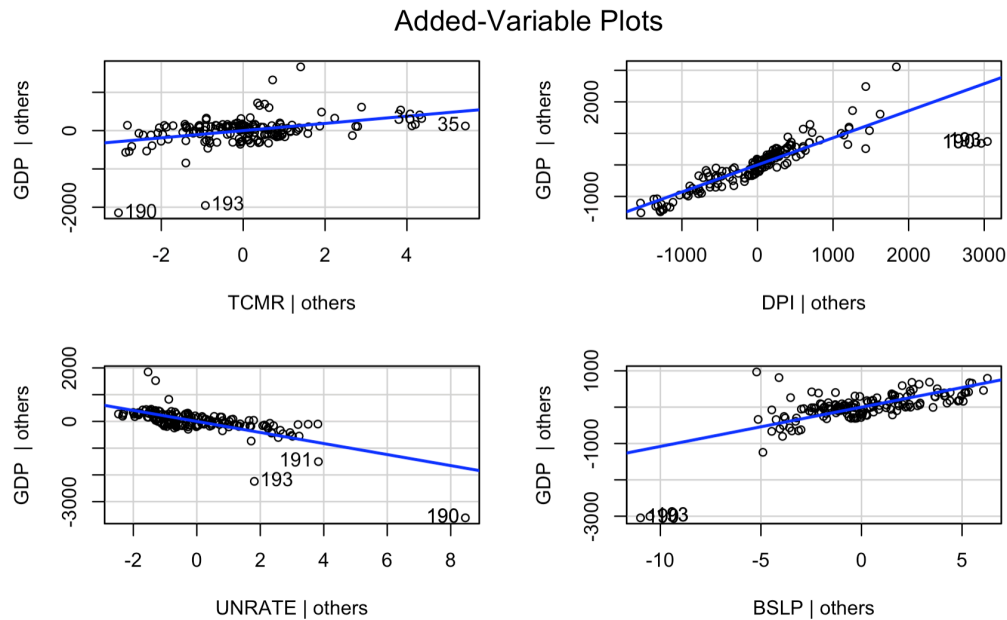 Added-Variable Plots
GDP | others
0
-2000
190
193
35
-2 0 2 4
TCMR | others
GDP | others
2000
-1000
-1000 0 1000 2000 3000
DPI | others
GDP | others
2000
0
-3000
191
193
190
-2 0 2 4 6 8
UNRATE | others
GDP | others
1000
-1000
-3000
-10 -5 0 5
BSLP | others